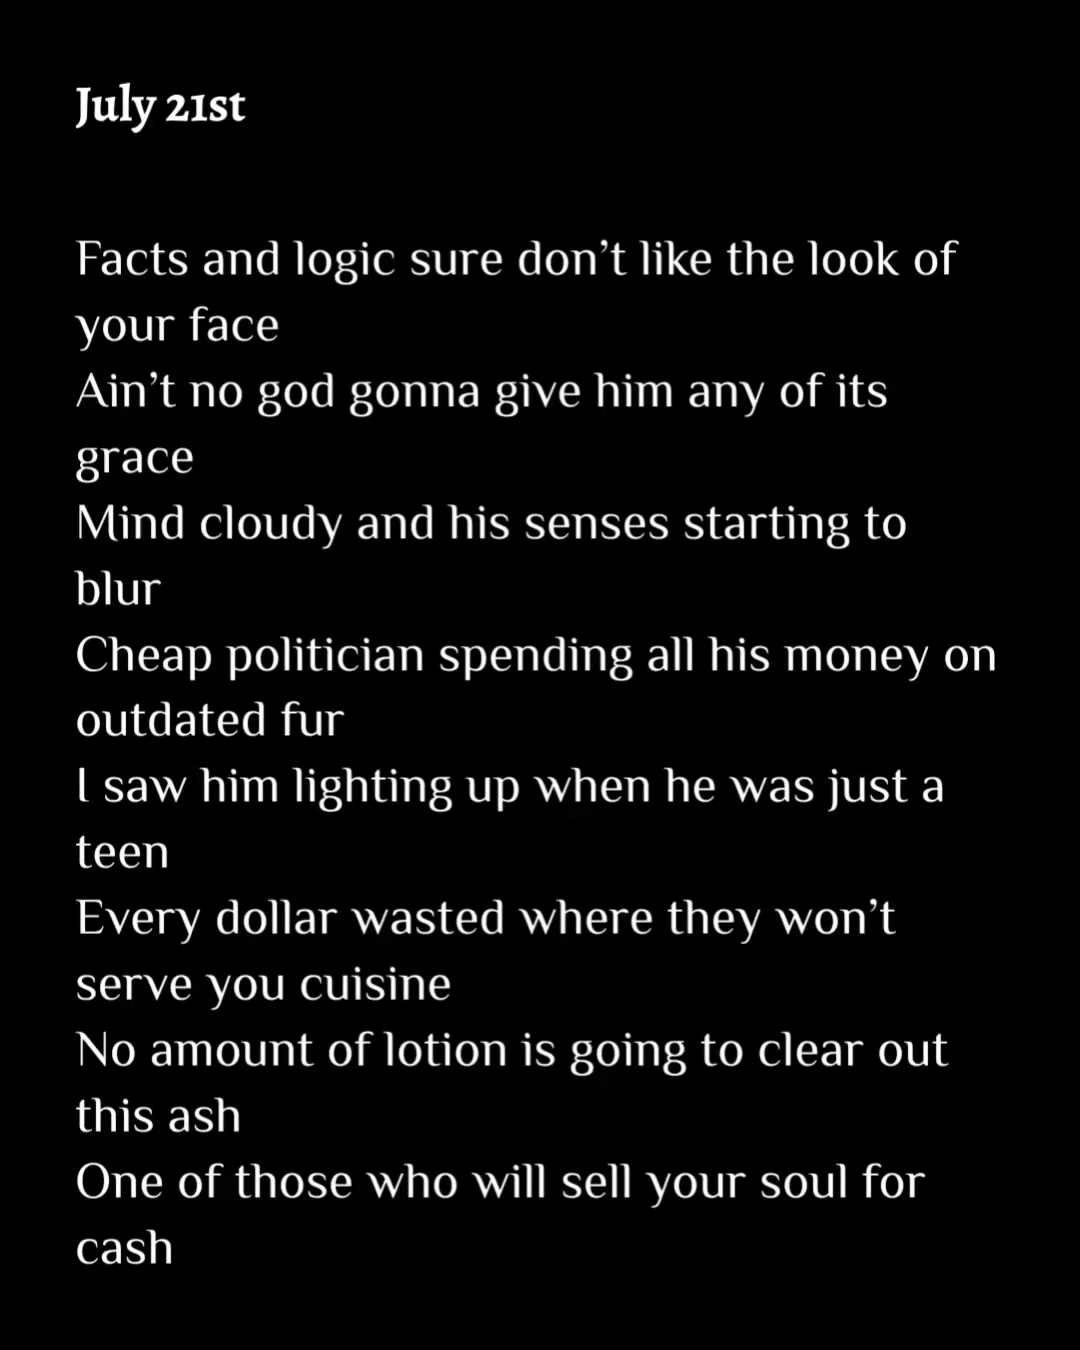 July 21st
Facts and logic sure don’t like the look of
your face
Ain’t no god gonna give him any of its
grace
Mind cloudy and his senses starting to
blur
Cheap politician spending all his money on
outdated fur
I saw him lighting up when he was just a
teen
Every dollar wasted where they won’t
serve you cuisine
No amount of lotion is going to clear out
this ash
One of those who will sell your soul for
cash